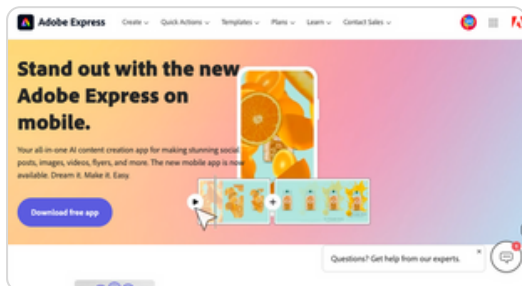 Adobe Express Create Quick Actions Templates Plans Learn Contact Sales
Stand out with the new
Adobe Express on
mobile.
Your all-in-one AI content creation app for making stunning social
posts, images, videos, flyers, and more. The new mobile app is now
available. Dream it. Make it. Easy.
Download free app
Questions? Get help from our experts.